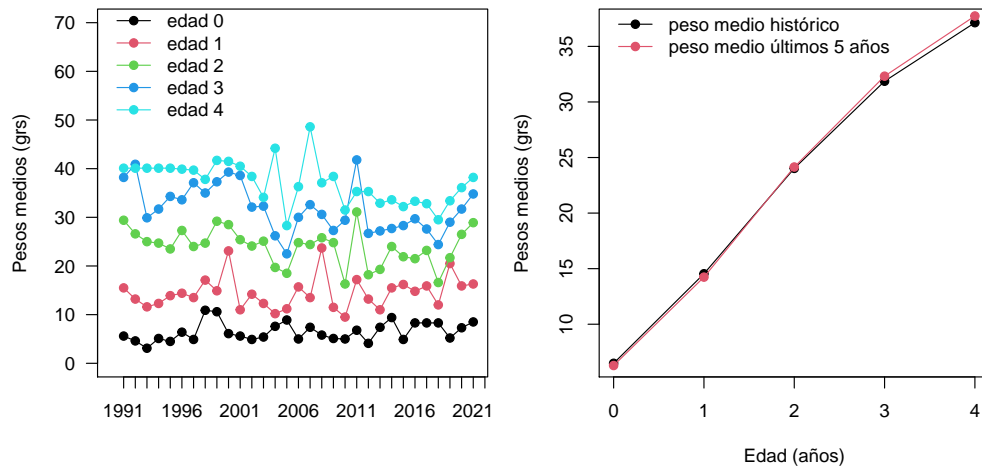 70
60
50
40
30
20
10
0
Pesos medios (grs)
edad 0
edad 1
edad 2
edad 3
edad 4
1991 1996 2001 2006 2011 2016 2021
35
30
25
20
15
10
Pesos medios (grs)
peso medio histórico
peso medio últimos 5 años
0 1 2 3 4
Edad (años)